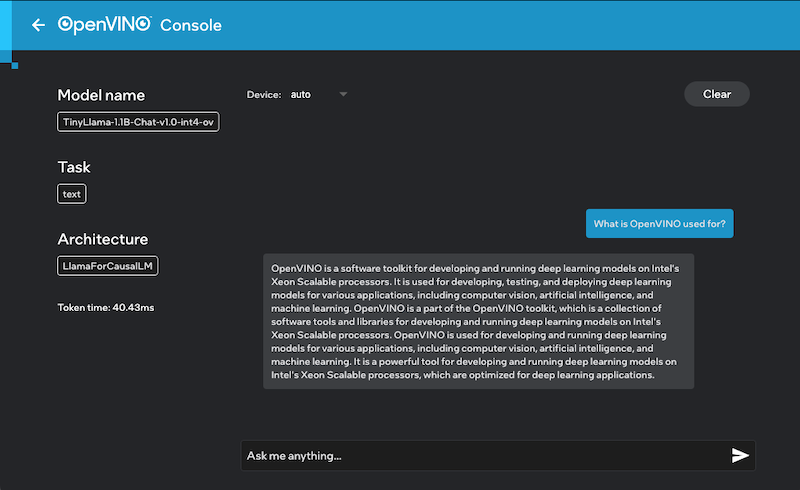 OpenVINO Console
Model name
TinyLlama-1.1B-Chat-v1.0-int4-ov
Task
text
Architecture
LlamaForCausalLM
Token time: 40.43ms
Device: auto
Clear
What is OpenVINO used for?
OpenVINO is a software toolkit for developing and running deep learning models on Intel's
Xeon Scalable processors. It is used for developing, testing, and deploying deep learning
models for various applications, including computer vision, artificial intelligence, and
machine learning. OpenVINO is a part of the OpenVINO toolkit, which is a collection of
software tools and libraries for developing and running deep learning models on Intel's
Xeon Scalable processors. OpenVINO is used for developing and running deep learning
models for various applications, including computer vision, artificial intelligence, and
machine learning. It is a powerful tool for developing and running deep learning models on
Intel's Xeon Scalable processors, which are optimized for deep learning applications.
Ask me anything...